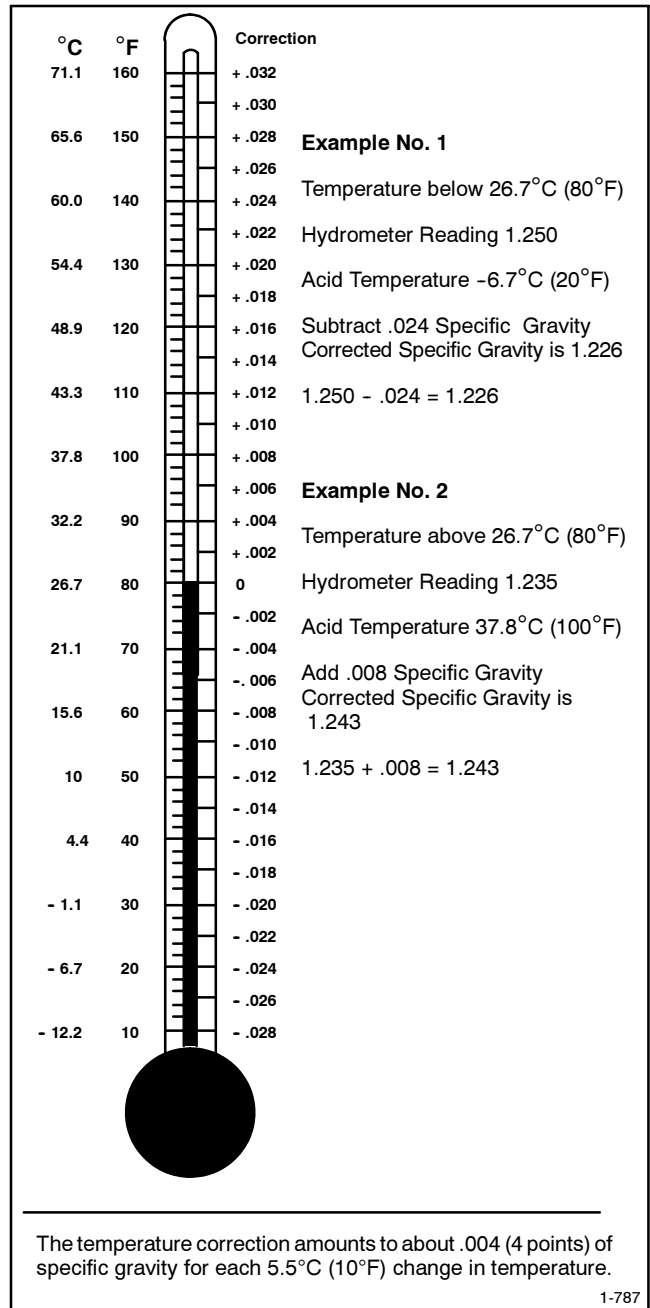 °C °F Correction
71.1 160 + .032
+ .030
65.6 150 + .028
+ .026
60.0 140 + .024
+ .022
54.4 130 + .020
+ .018
48.9 120 + .016
+ .014
43.3 110 + .012
+ .010
37.8 100 + .008
+ .006
32.2 90 + .004
+ .002
26.7 80 0
- .002
21.1 70 - .004
-. 006
15.6 60 - .008
- .010
10 50 - .012
- .014
4.4 40 - .016
- .018
- 1.1 30 - .020
- .022
- 6.7 20 - .024
- .026
- 12.2 10 - .028
Example No. 1
Temperature below 26.7°C (80°F)
Hydrometer Reading 1.250
Acid Temperature -6.7°C (20°F)
Subtract .024 Specific Gravity
Corrected Specific Gravity is 1.226
1.250 - .024 = 1.226
Example No. 2
Temperature above 26.7°C (80°F)
Hydrometer Reading 1.235
Acid Temperature 37.8°C (100°F)
Add .008 Specific Gravity
Corrected Specific Gravity is
1.243
1.235 + .008 = 1.243
The temperature correction amounts to about .004 (4 points) of
specific gravity for each 5.5°C (10°F) change in temperature.
1-787